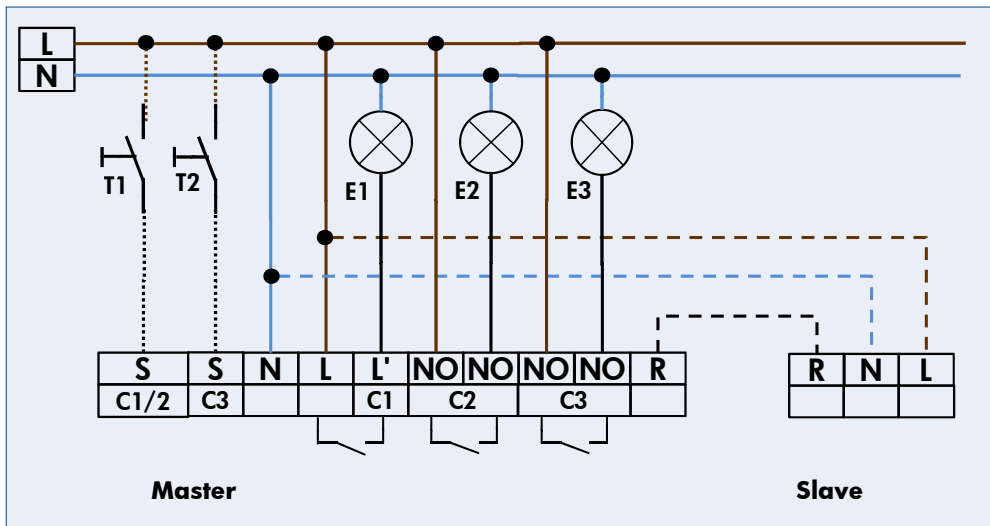 L
N
T1 T2 E1 E2 E3
S S N L L' NO NO NO NO R R N L
C1/2 C3 C1 C2 C3
Master Slave